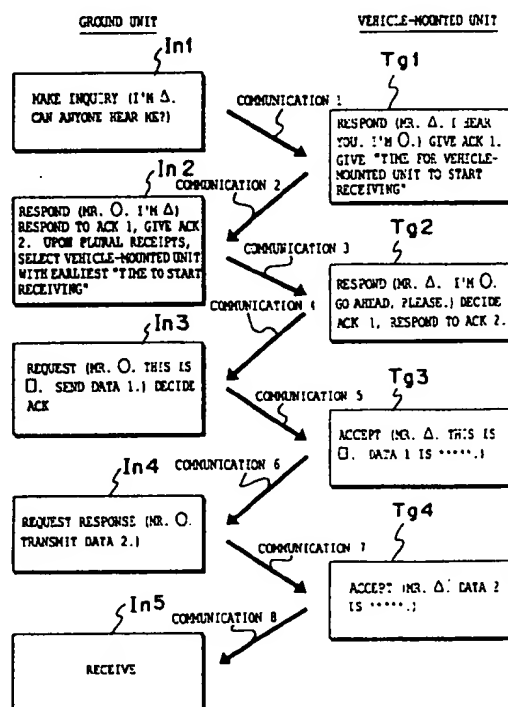 GROUND UNIT
VEHICLE-MOUNTED UNIT
In1
MAKE INQUIRY (I'M Δ.
CAN ANYONE HEAR ME?)
COMMUNICATION 1
Tg1
RESPOND (MR. Δ. I HEAR
YOU. I'M O.) GIVE ACK 1.
GIVE "TIME FOR VEHICLE-
MOUNTED UNIT TO START
RECEIVING"
COMMUNICATION 2
In2
RESPOND (MR. O. I'M Δ)
RESPOND TO ACK 1, GIVE ACK
2. UPON PLURAL RECEIPTS,
SELECT VEHICLE-MOUNTED UNIT
WITH EARLIEST "TIME TO START
RECEIVING"
COMMUNICATION 3
Tg2
RESPOND (MR. Δ. I'M O.
GO AHEAD, PLEASE.) DECIDE
ACK 1, RESPOND TO ACK 2.
COMMUNICATION 4
In3
REQUEST (MR. O. THIS IS
□. SEND DATA 1.) DECIDE
ACK
COMMUNICATION 5
Tg3
ACCEPT (MR. Δ. THIS IS
□. DATA 1 IS *****.)
COMMUNICATION 6
In4
REQUEST RESPONSE (MR. O.
TRANSMIT DATA 2.)
COMMUNICATION 7
Tg4
ACCEPT (MR. Δ. DATA 2
IS *****.)
COMMUNICATION 8
In5
RECEIVE